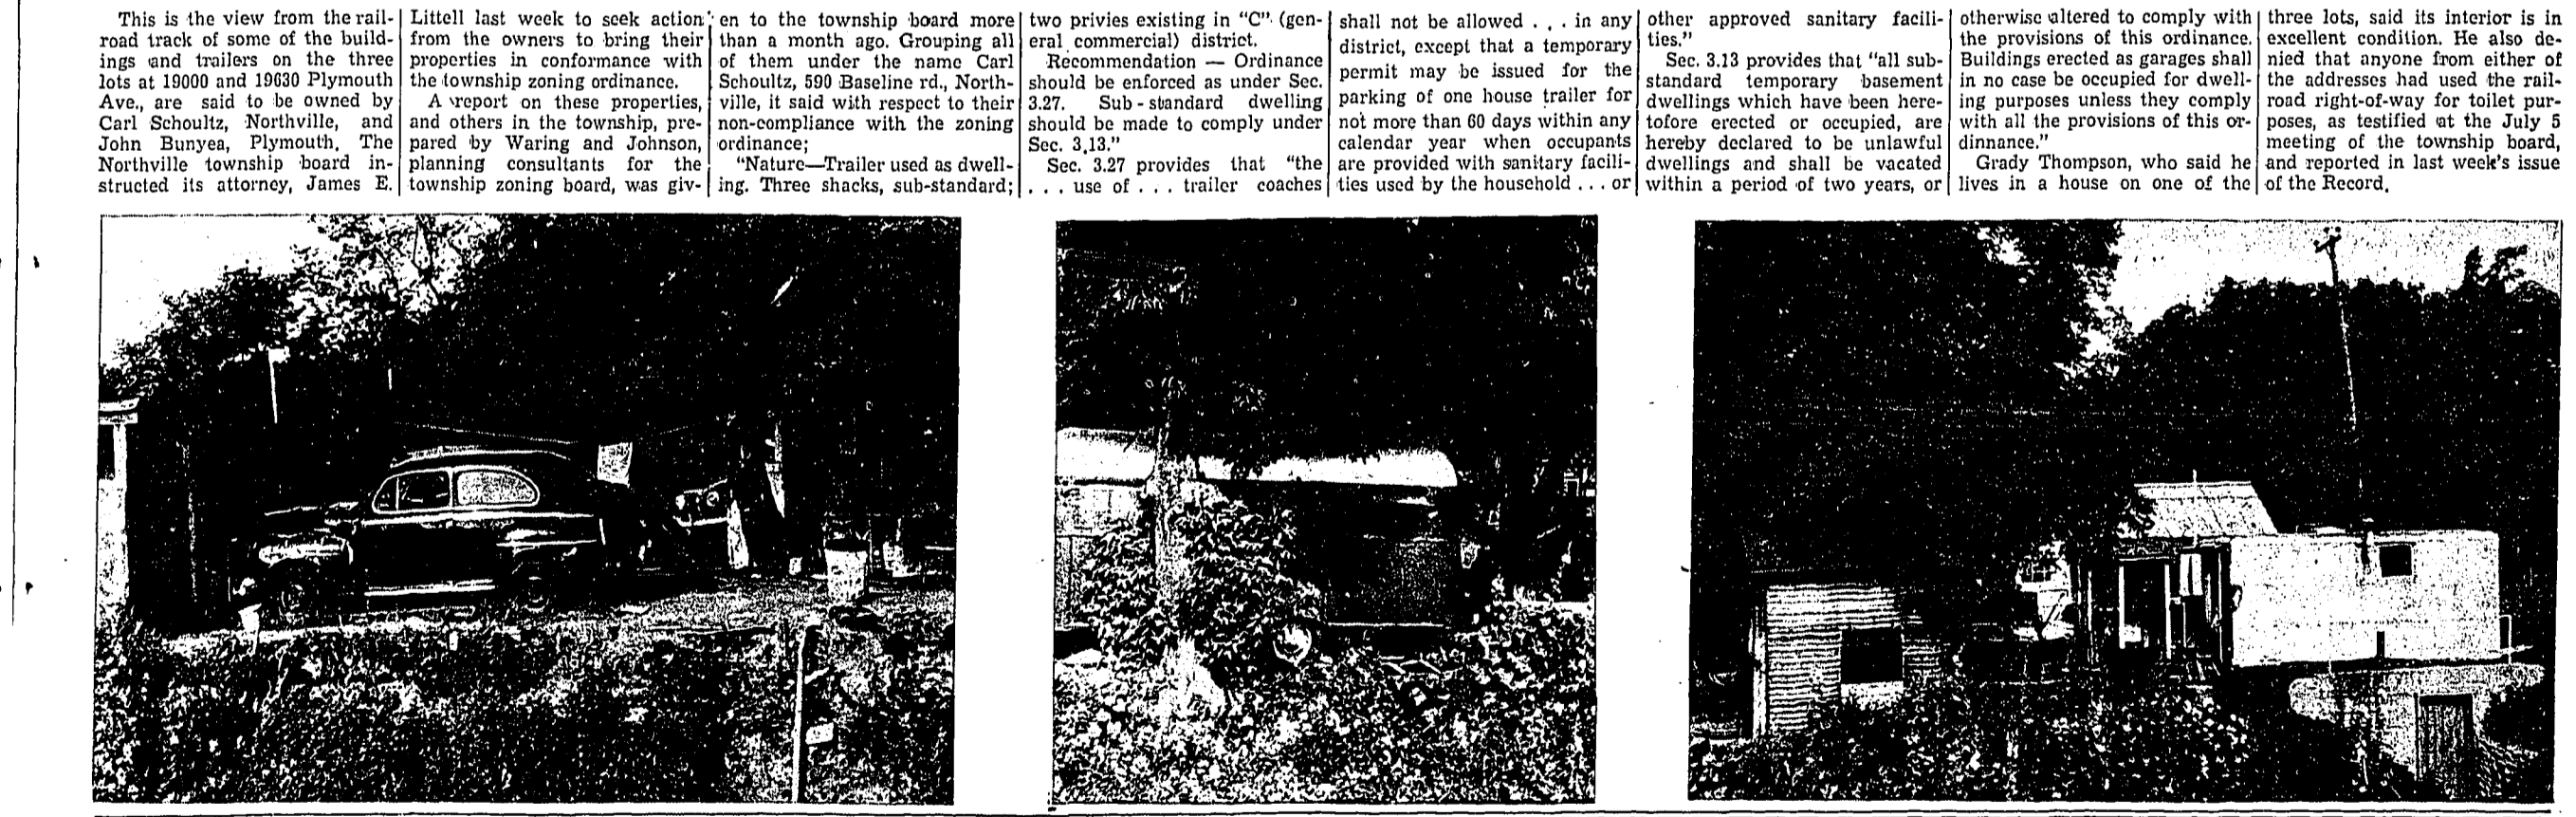 This is the view from the rail-
road track of some of the build-
ings and trailers on the three
lots at 19000 and 19630 Plymouth
Ave., are said to be owned by
Carl Schoultz, Northville, and
John Bunyea, Plymouth. The
Northville township board in-
structed its attorney, James E.
Littell last week to seek action
from the owners to bring their
properties in conformance with
the township zoning ordinance.
A report on these properties,
and others in the township, pre-
pared by Waring and Johnson,
planning consultants for the
township zoning board, was giv-
en to the township board more
than a month ago. Grouping all
of them under the name Carl
Schoultz, 590 Baseline rd., North-
ville, it said with respect to their
non-compliance with the zoning
ordinance;
"Nature—Trailer used as dwell-
ing. Three shacks, sub-standard;
two privies existing in "C" (gen-
eral commercial) district.
Recommendation — Ordinance
should be enforced as under Sec.
3.27. Sub-standard dwelling
should be made to comply under
Sec. 3.13."
Sec. 3.27 provides that "the
. . . use of . . . trailer coaches
shall not be allowed . . . in any
district, except that a temporary
permit may be issued for the
parking of one house trailer for
not more than 60 days within any
calendar year when occupants
are provided with sanitary facili-
ties used by the household . . . or
other approved sanitary facili-
ties."
Sec. 3.13 provides that "all sub-
standard temporary basement
dwellings which have been here-
tofore erected or occupied, are
hereby declared to be unlawful
dwellings and shall be vacated
within a period of two years, or
otherwise altered to comply with
the provisions of this ordinance.
Buildings erected as garages shall
in no case be occupied for dwell-
ing purposes unless they comply
with all the provisions of this or-
dinnance."
Grady Thompson, who said he
lives in a house on one of the
three lots, said its interior is in
excellent condition. He also de-
nied that anyone from either of
the addresses had used the rail-
road right-of-way for toilet pur-
poses, as testified at the July 5
meeting of the township board,
and reported in last week's issue
of the Record.